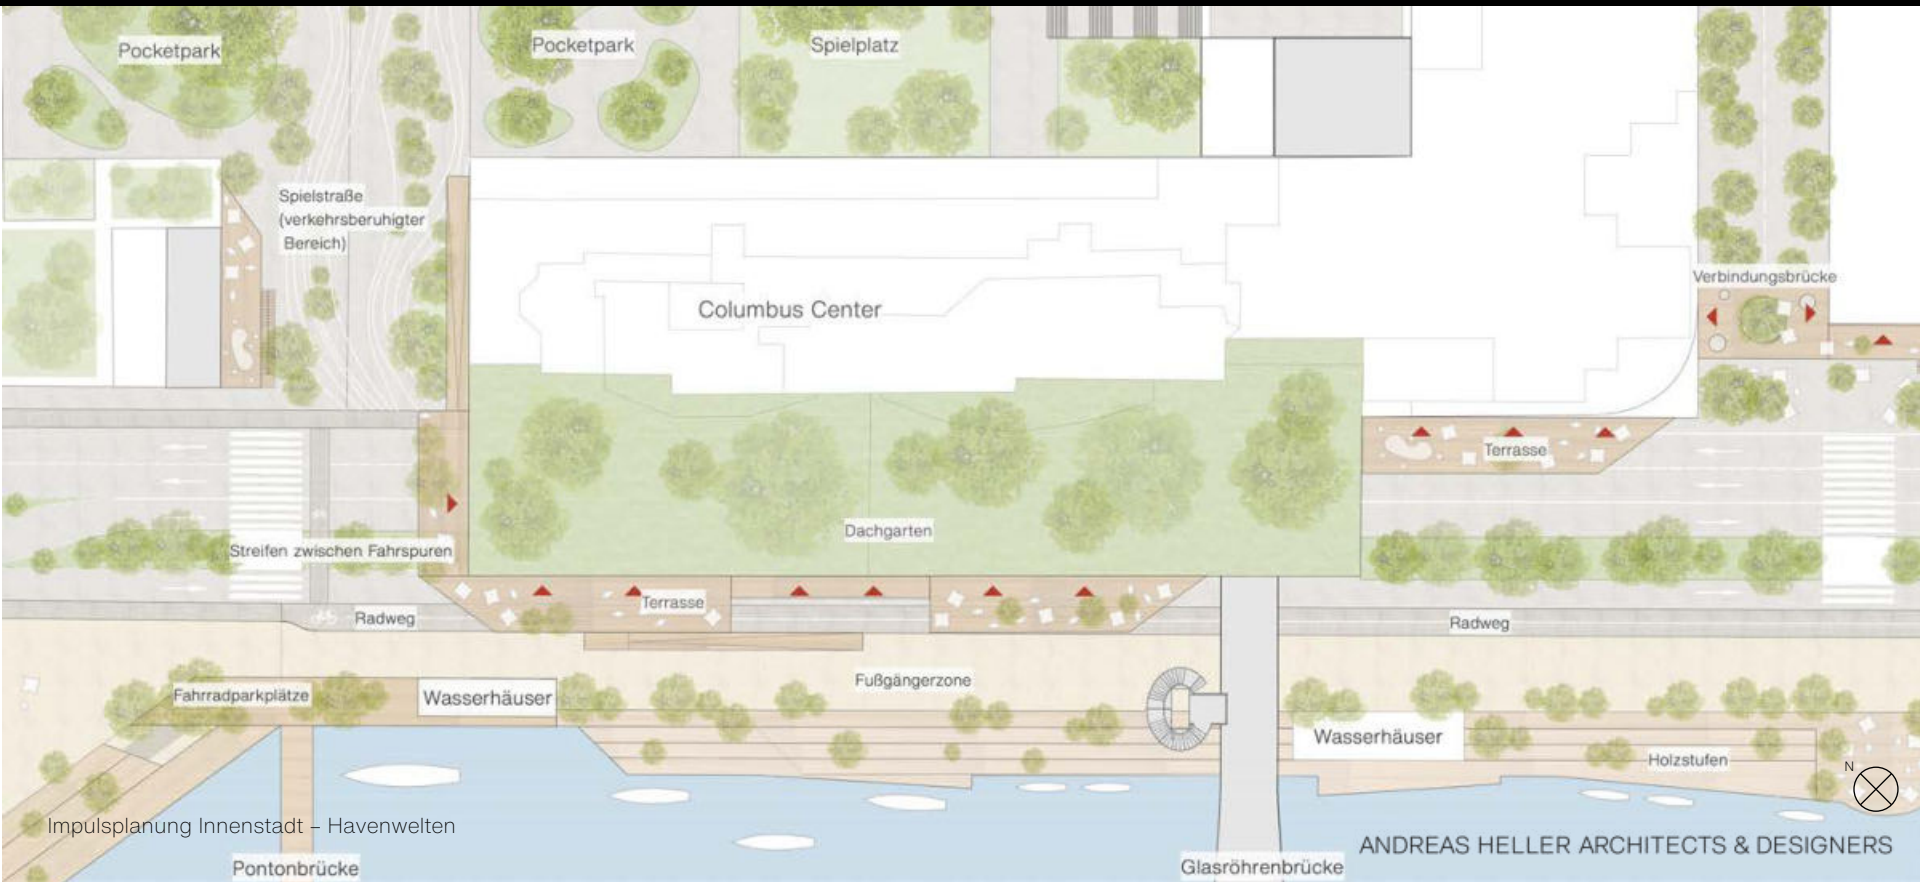 Pocketpark
Pocketpark
Spielplatz
Spielstraße
(verkehrsberuhigter
Bereich)
Verbindungsbrücke
Columbus Center
Terrasse
Dachgarten
Streifen zwischen Fahrspuren
Terrasse
Radweg
Radweg
Fußgängerzone
Fahrradparkplätze
Wasserhäuser
Wasserhäuser
Holzstufen
N
Impulsplanung Innenstadt – Havenwelten
ANDREAS HELLER ARCHITECTS & DESIGNERS
Pontonbrücke
Glasröhrenbrücke